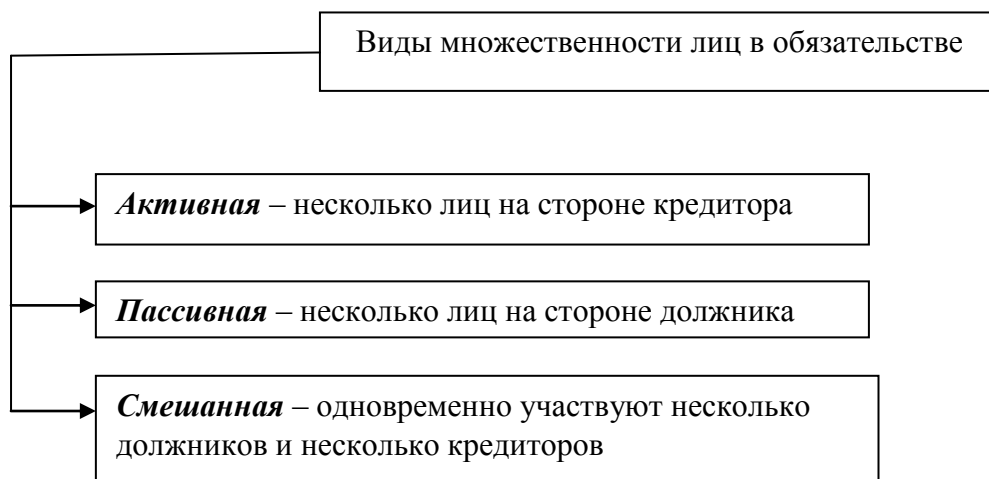 Виды множественности лиц в обязательстве
Активная – несколько лиц на стороне кредитора
Пассивная – несколько лиц на стороне должника
Смешанная – одновременно участвуют несколько
должников и несколько кредиторов